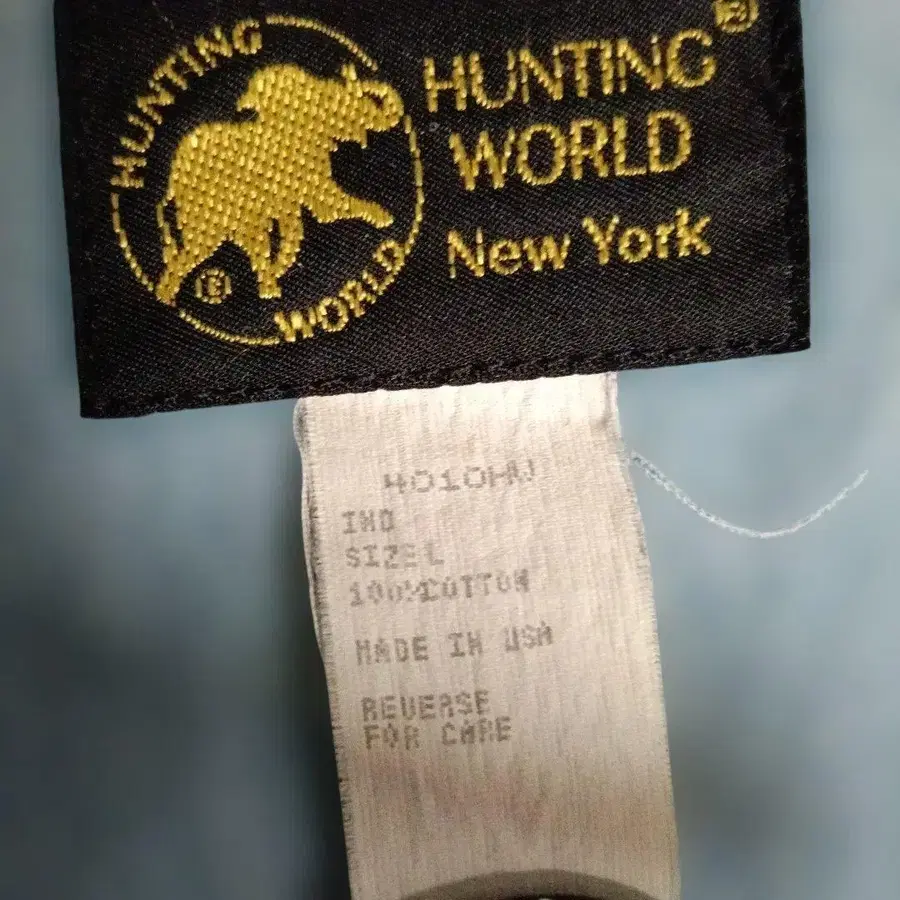 HUNTING
WORLD
®
HUNTING ®
WORLD
New York
4010HW
IND
SIZE L
100%COTTON
MADE IN USA
REVERSE
FOR CARE